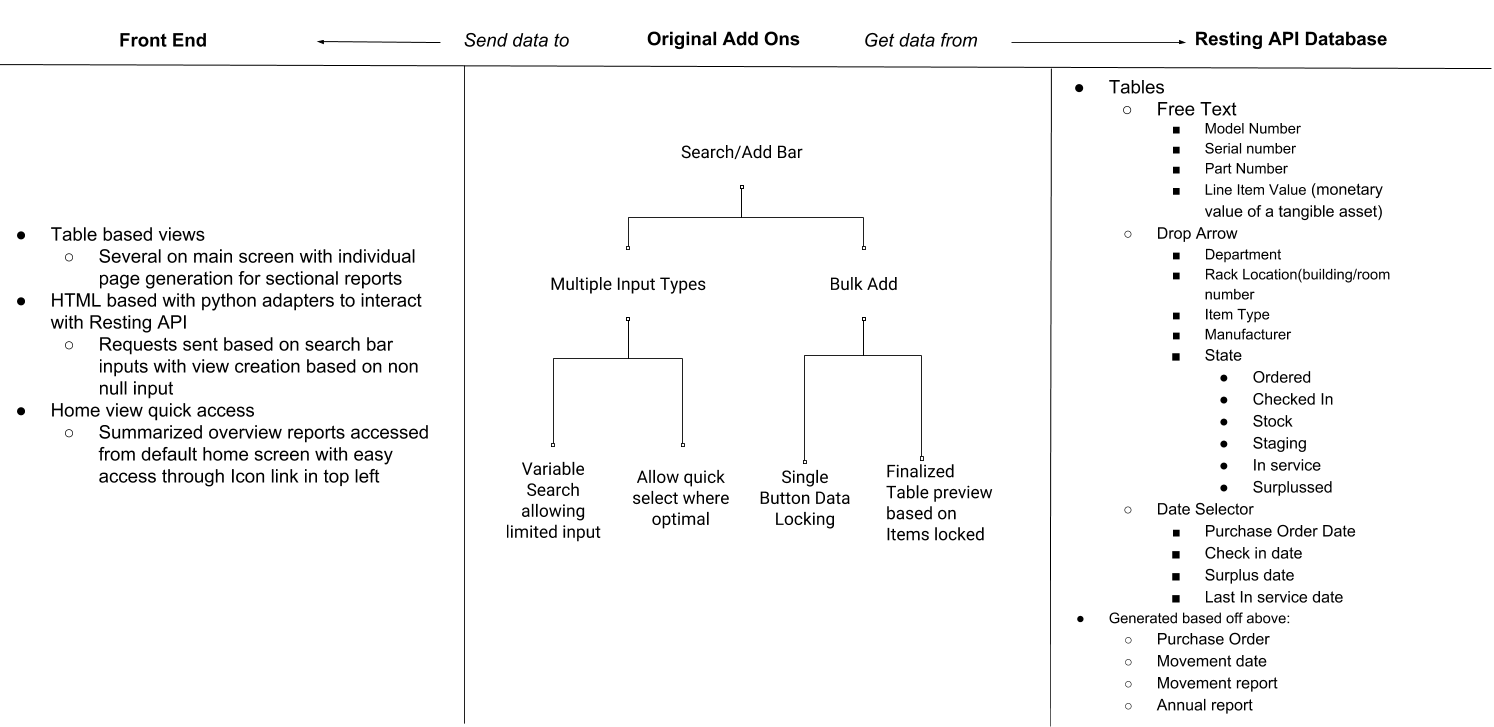 Front End
Send data to
Original Add Ons
Get data from
Resting API Database
● Table based views
○ Several on main screen with individual
page generation for sectional reports
● HTML based with python adapters to interact
with Resting API
○ Requests sent based on search bar
inputs with view creation based on non
null input
● Home view quick access
○ Summarized overview reports accessed
from default home screen with easy
access through Icon link in top left
Search/Add Bar
Multiple Input Types
Bulk Add
Variable
Search
allowing
limited input
Allow quick
select where
optimal
Single
Button Data
Locking
Finalized
Table preview
based on
Items locked
● Tables
○ Free Text
■ Model Number
■ Serial number
■ Part Number
■ Line Item Value (monetary
value of a tangible asset)
○ Drop Arrow
■ Department
■ Rack Location(building/room
number
■ Item Type
■ Manufacturer
■ State
● Ordered
● Checked In
● Stock
● Staging
● In service
● Surplussed
○ Date Selector
■ Purchase Order Date
■ Check in date
■ Surplus date
■ Last In service date
● Generated based off above:
○ Purchase Order
○ Movement date
○ Movement report
○ Annual report